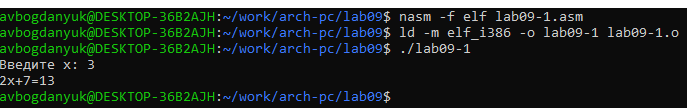 avbogdanyuk@DESKTOP-36B2AJH:~/work/arch-pc/lab09$ nasm -f elf lab09-1.asm
avbogdanyuk@DESKTOP-36B2AJH:~/work/arch-pc/lab09$ ld -m elf_i386 -o lab09-1 lab09-1.o
avbogdanyuk@DESKTOP-36B2AJH:~/work/arch-pc/lab09$ ./lab09-1
Введите x: 3
2x+7=13
avbogdanyuk@DESKTOP-36B2AJH:~/work/arch-pc/lab09$